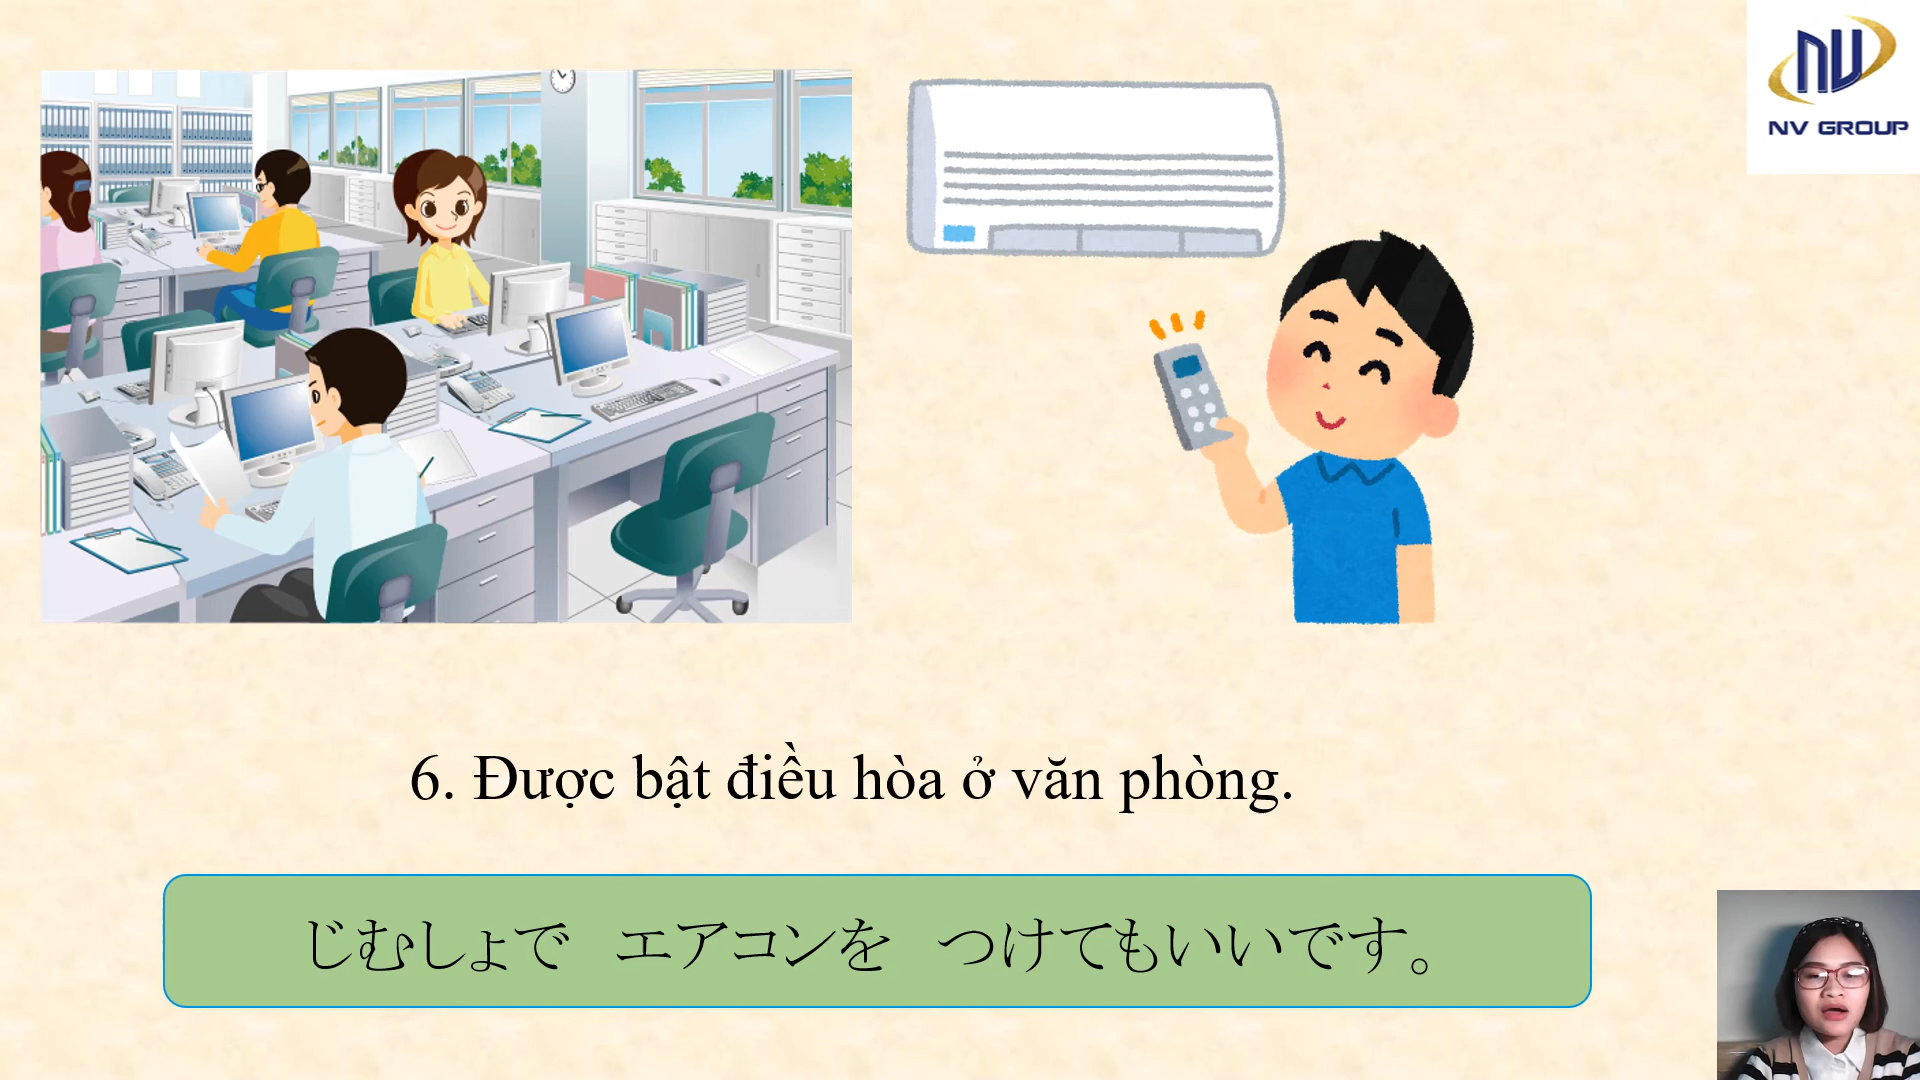 NV GROUP
6. Được bật điều hòa ở văn phòng.
じむしょで　エアコンを　つけてもいいです。